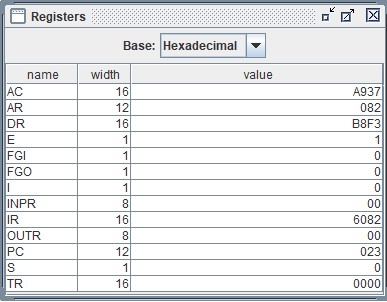 Registers
Base: Hexadecimal
name width value
AC 16 A937
AR 12 082
DR 16 B8F3
E 1 1
FGI 1 0
FGO 1 0
I 1 0
INPR 8 00
IR 16 6082
OUTR 8 00
PC 12 023
S 1 0
TR 16 0000